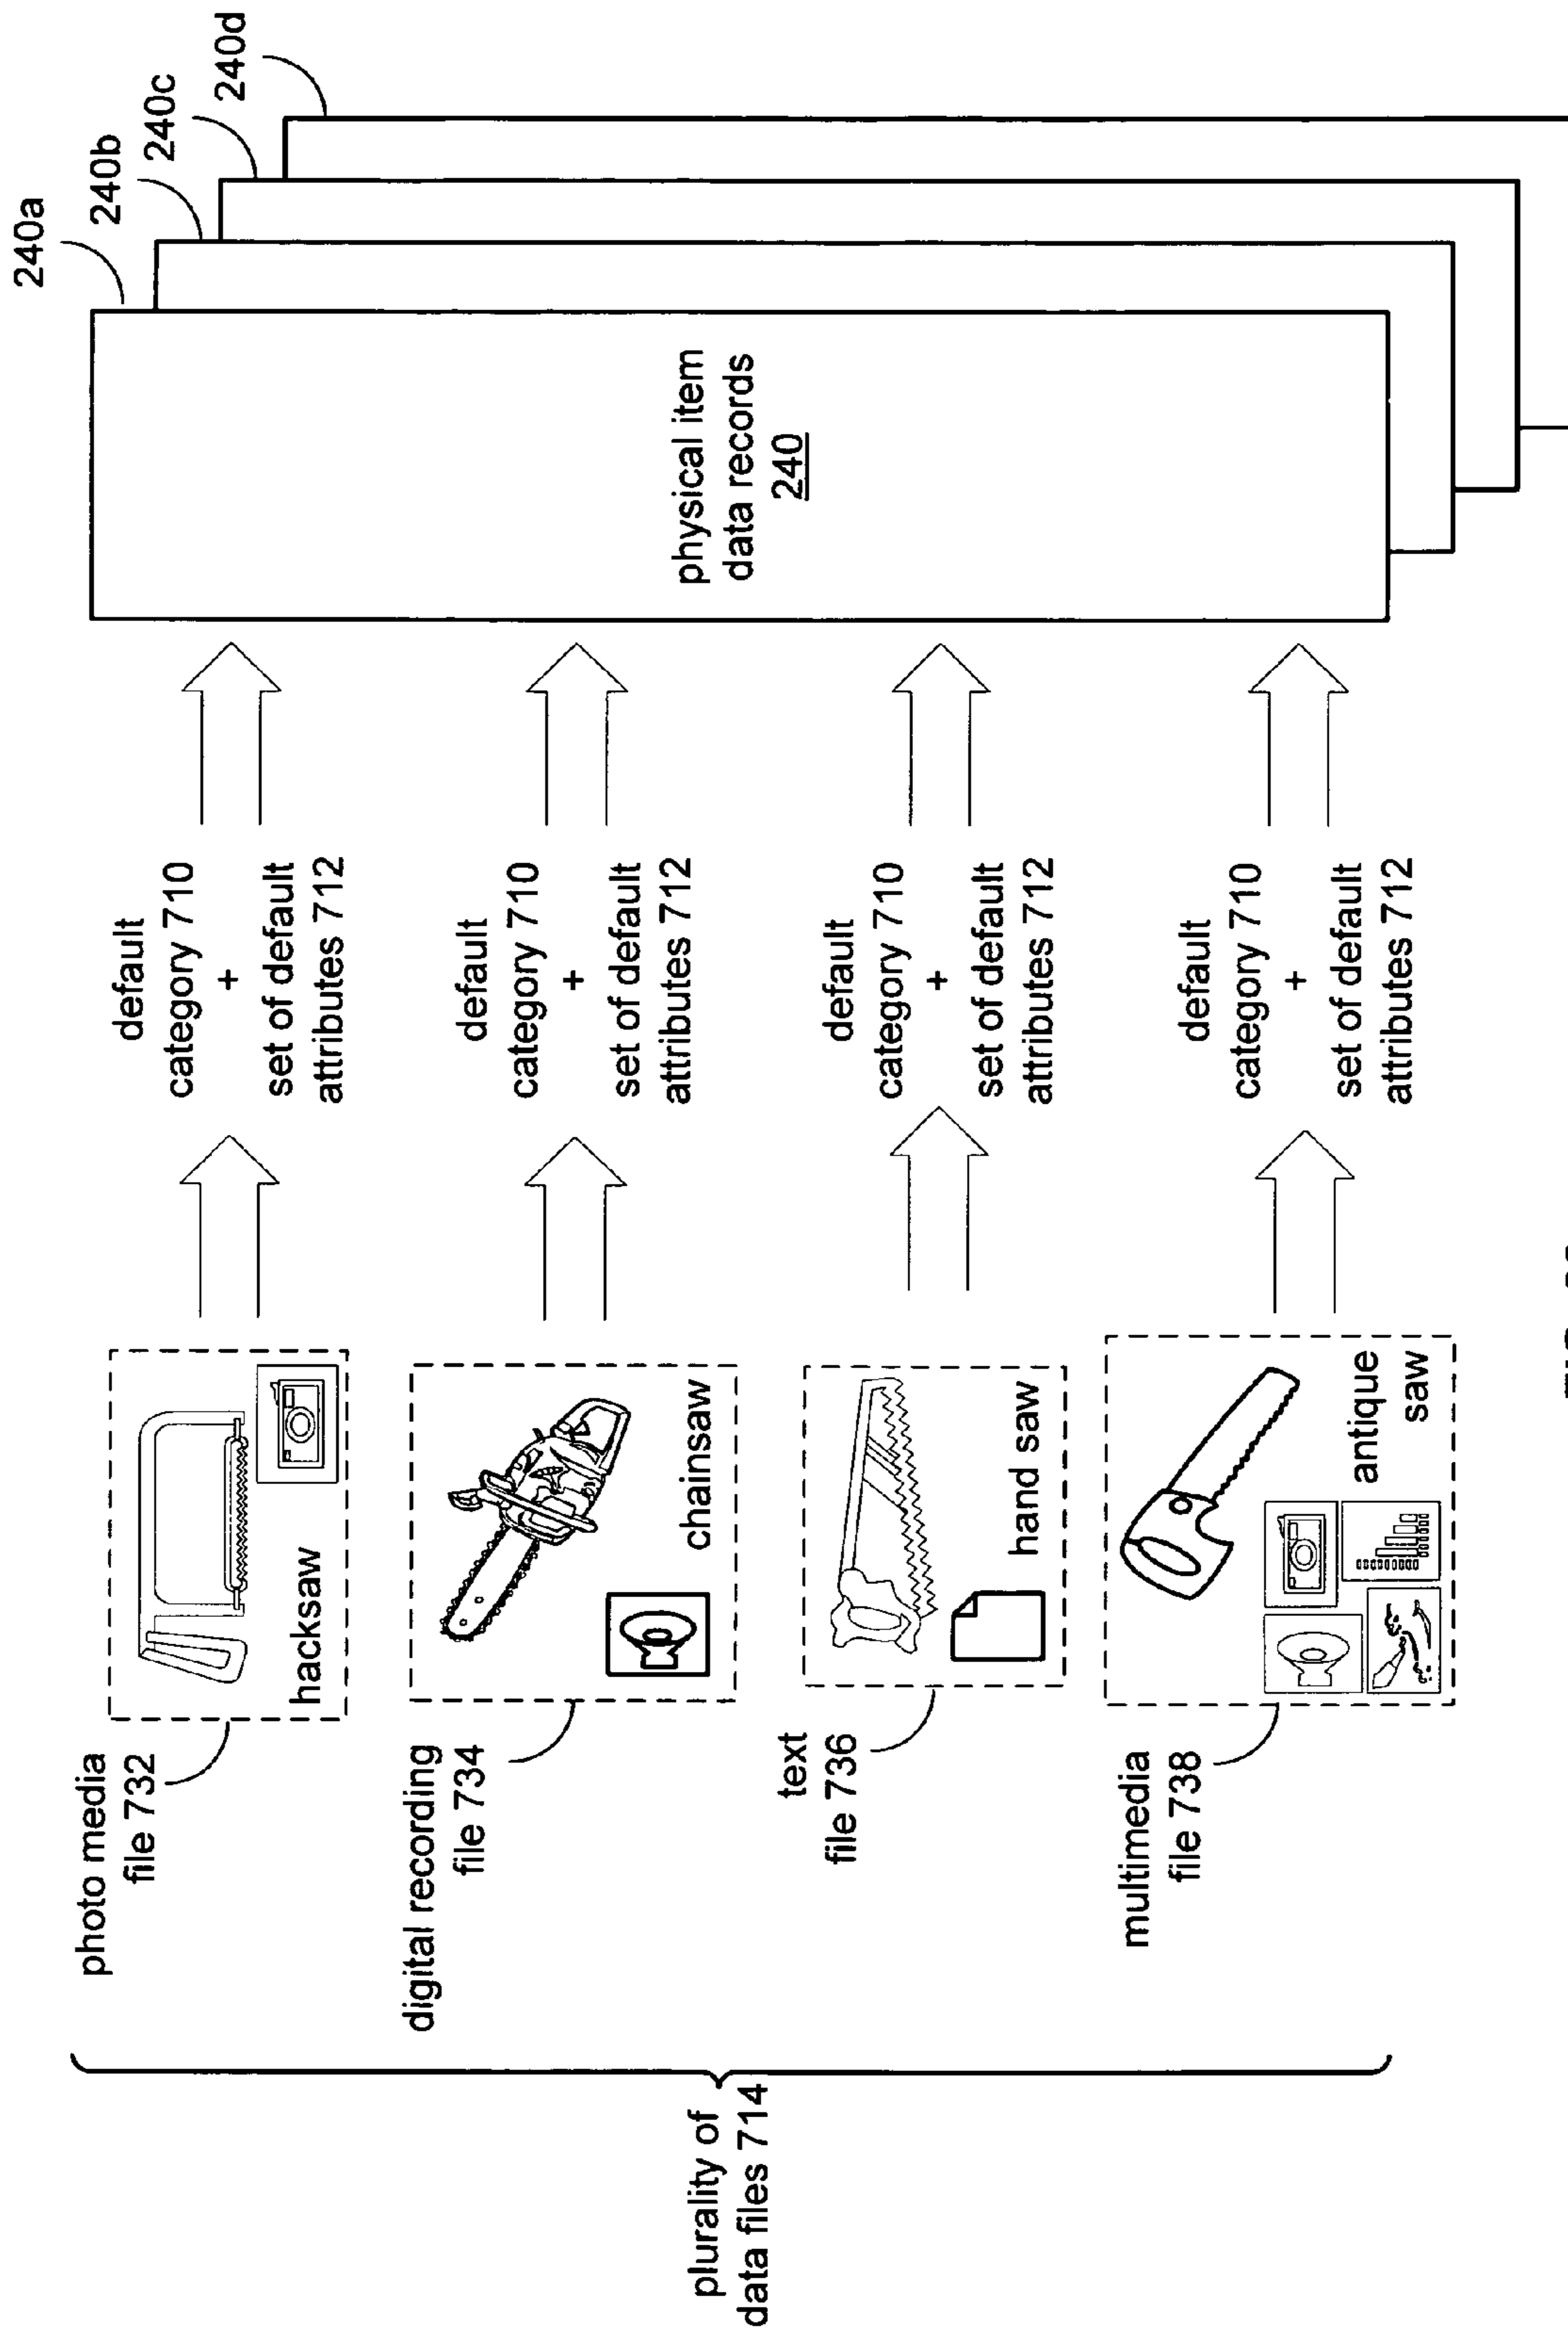 plurality of
data files 714
photo media
file 732
hacksaw
default
category 710
+
set of default
attributes 712
digital recording
file 734
chainsaw
default
category 710
+
set of default
attributes 712
text
file 736
hand saw
default
category 710
+
set of default
attributes 712
multimedia
file 738
antique
saw
default
category 710
+
set of default
attributes 712
physical item
data records
240
240a
240b
240c
240d